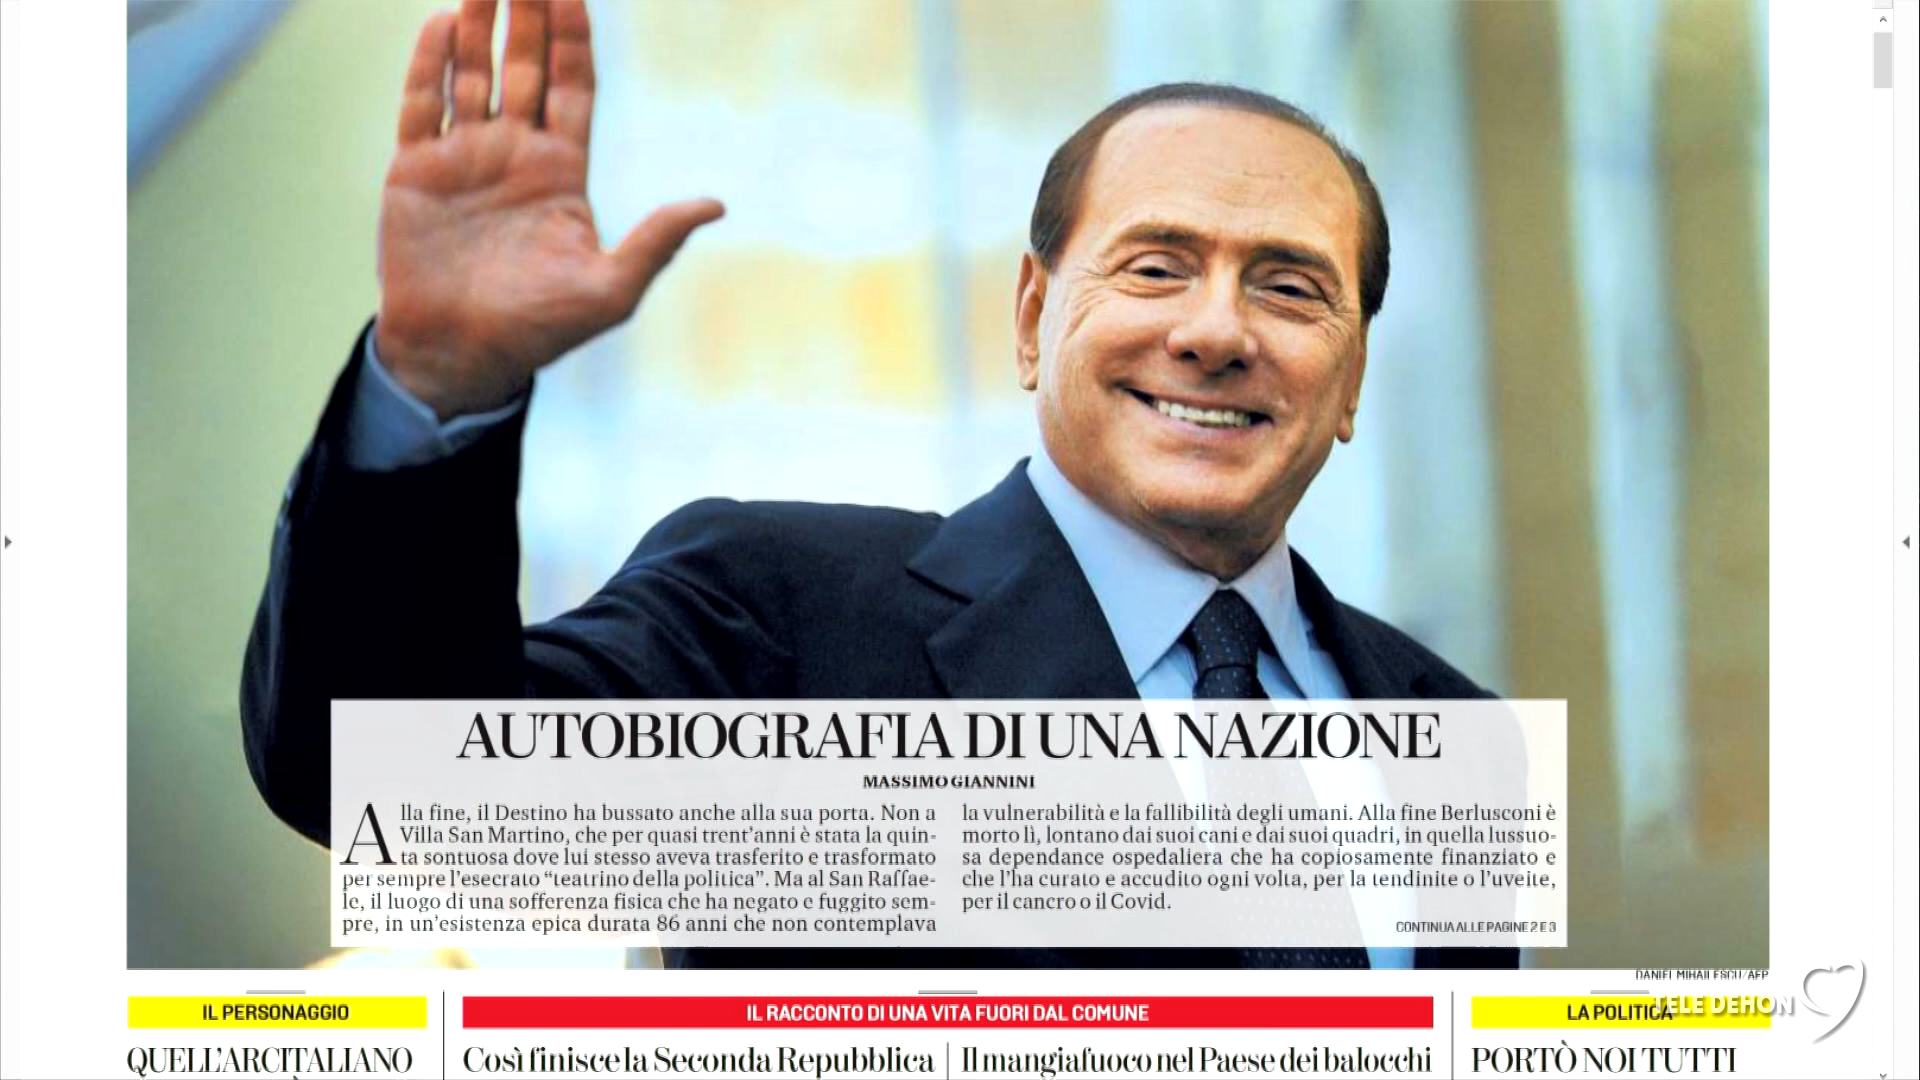 AUTOBIOGRAFIA DI UNA NAZIONE
MASSIMO GIANNINI
Alla fine, il Destino ha bussato anche alla sua porta. Non a
Villa San Martino, che per quasi trent'anni è stata la quin-
ta sontuosa dove lui stesso aveva trasferito e trasformato
per sempre l'esecrato “teatrino della politica”. Ma al San Raffae-
le, il luogo di una sofferenza fisica che ha negato e fuggito sem-
pre, in un'esistenza epica durata 86 anni che non contemplava
la vulnerabilità e la fallibilità degli umani. Alla fine Berlusconi è
morto lì, lontano dai suoi cani e dai suoi quadri, in quella lussuo-
sa dependance ospedaliera che ha copiosamente finanziato e
che l'ha curato e accudito ogni volta, per la tendinite o l'uveite,
per il cancro o il Covid.
CONTINUA ALLE PAGINE 2 E 3
DANIEL MIHAILESCU/AFP
IL PERSONAGGIO
QUELL'ARCITALIANO
IL RACCONTO DI UNA VITA FUORI DAL COMUNE
Così finisce la Seconda Repubblica
Il mangiafuoco nel Paese dei balocchi
LA POLITICA
PORTÒ NOI TUTTI
TELE DEHON